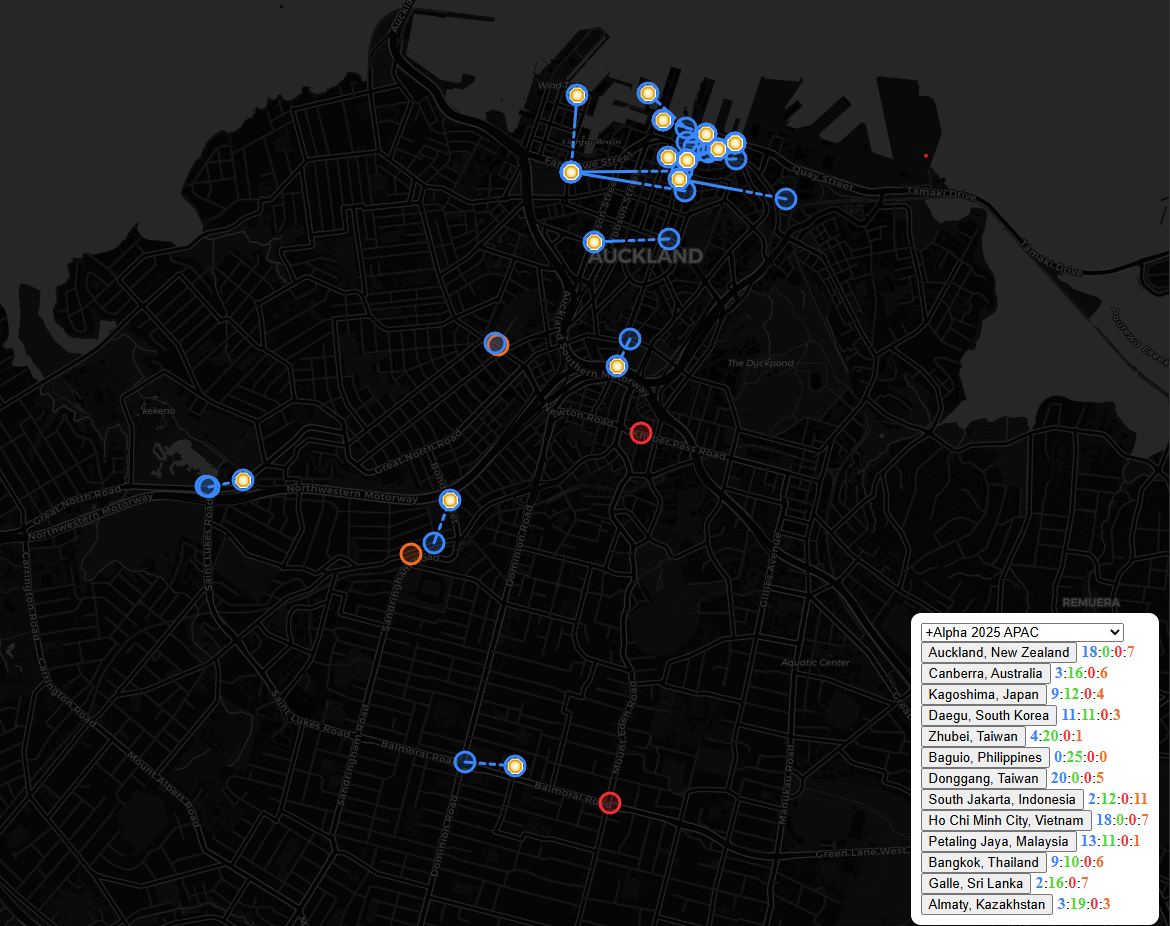 Wind T
Farnshawe Street
Quay Street
Tamaki Drive
Tamaki Drive
AUCKLAND
Auckland Southern Motorway
The Duckpond
kekeno
Newton Road
Khyber Pass Road
Great North Road
Great North Road
Northwestern Motorway
Northwestern Motorway
Saint Lukes Road
Carrington Road
Dominion Road
Sandringham Road
Gillies Avenue
REMUERA
Aquatic Center
Carrington Road
Saint Lukes Road
Sandringham Road
Balmoral Road
Mount Eden Road
Mount Albert Road
Balmoral Road
Dominion Road
Manukau Road
Green Lane West
+Alpha 2025 APAC
Auckland, New Zealand 18:0:0:7
Canberra, Australia 3:16:0:6
Kagoshima, Japan 9:12:0:4
Daegu, South Korea 11:11:0:3
Zhubei, Taiwan 4:20:0:1
Baguio, Philippines 0:25:0:0
Donggang, Taiwan 20:0:0:5
South Jakarta, Indonesia 2:12:0:11
Ho Chi Minh City, Vietnam 18:0:0:7
Petaling Jaya, Malaysia 13:11:0:1
Bangkok, Thailand 9:10:0:6
Galle, Sri Lanka 2:16:0:7
Almaty, Kazakhstan 3:19:0:3